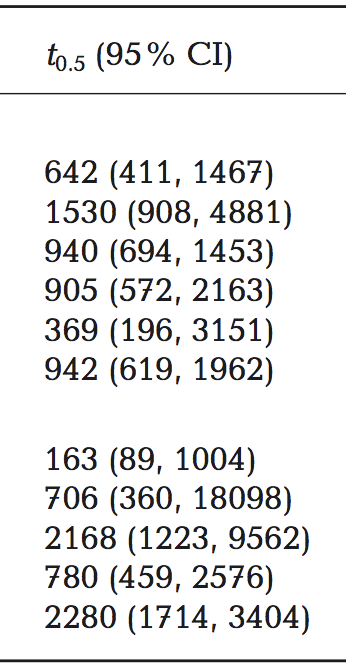 t0.5 (95% CI)
642 (411, 1467)
1530 (908, 4881)
940 (694, 1453)
905 (572, 2163)
369 (196, 3151)
942 (619, 1962)
163 (89, 1004)
706 (360, 18098)
2168 (1223, 9562)
780 (459, 2576)
2280 (1714, 3404)